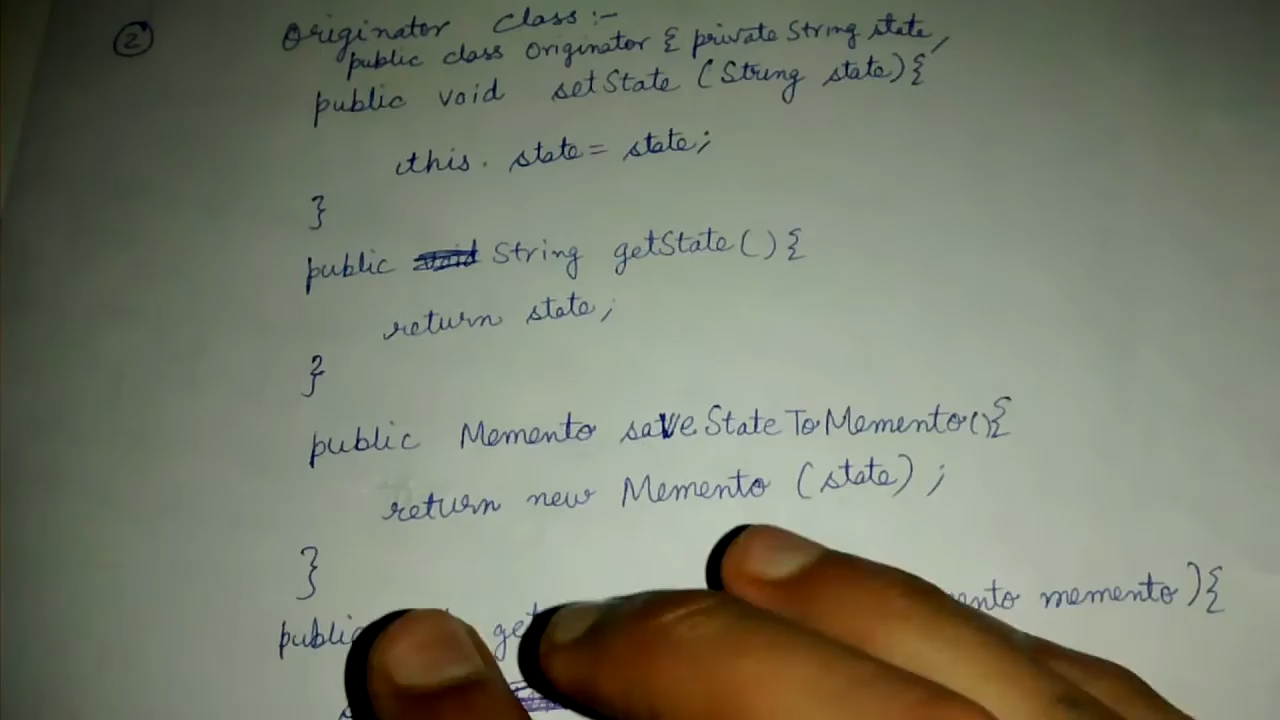 2
Originator Class:-
public class Originator { private String state,
public void setState (String state){
this. state = state;
}
public String getState(){
return state;
}
public Memento saveStateToMemento(){
return new Memento (state);
}
public memento){